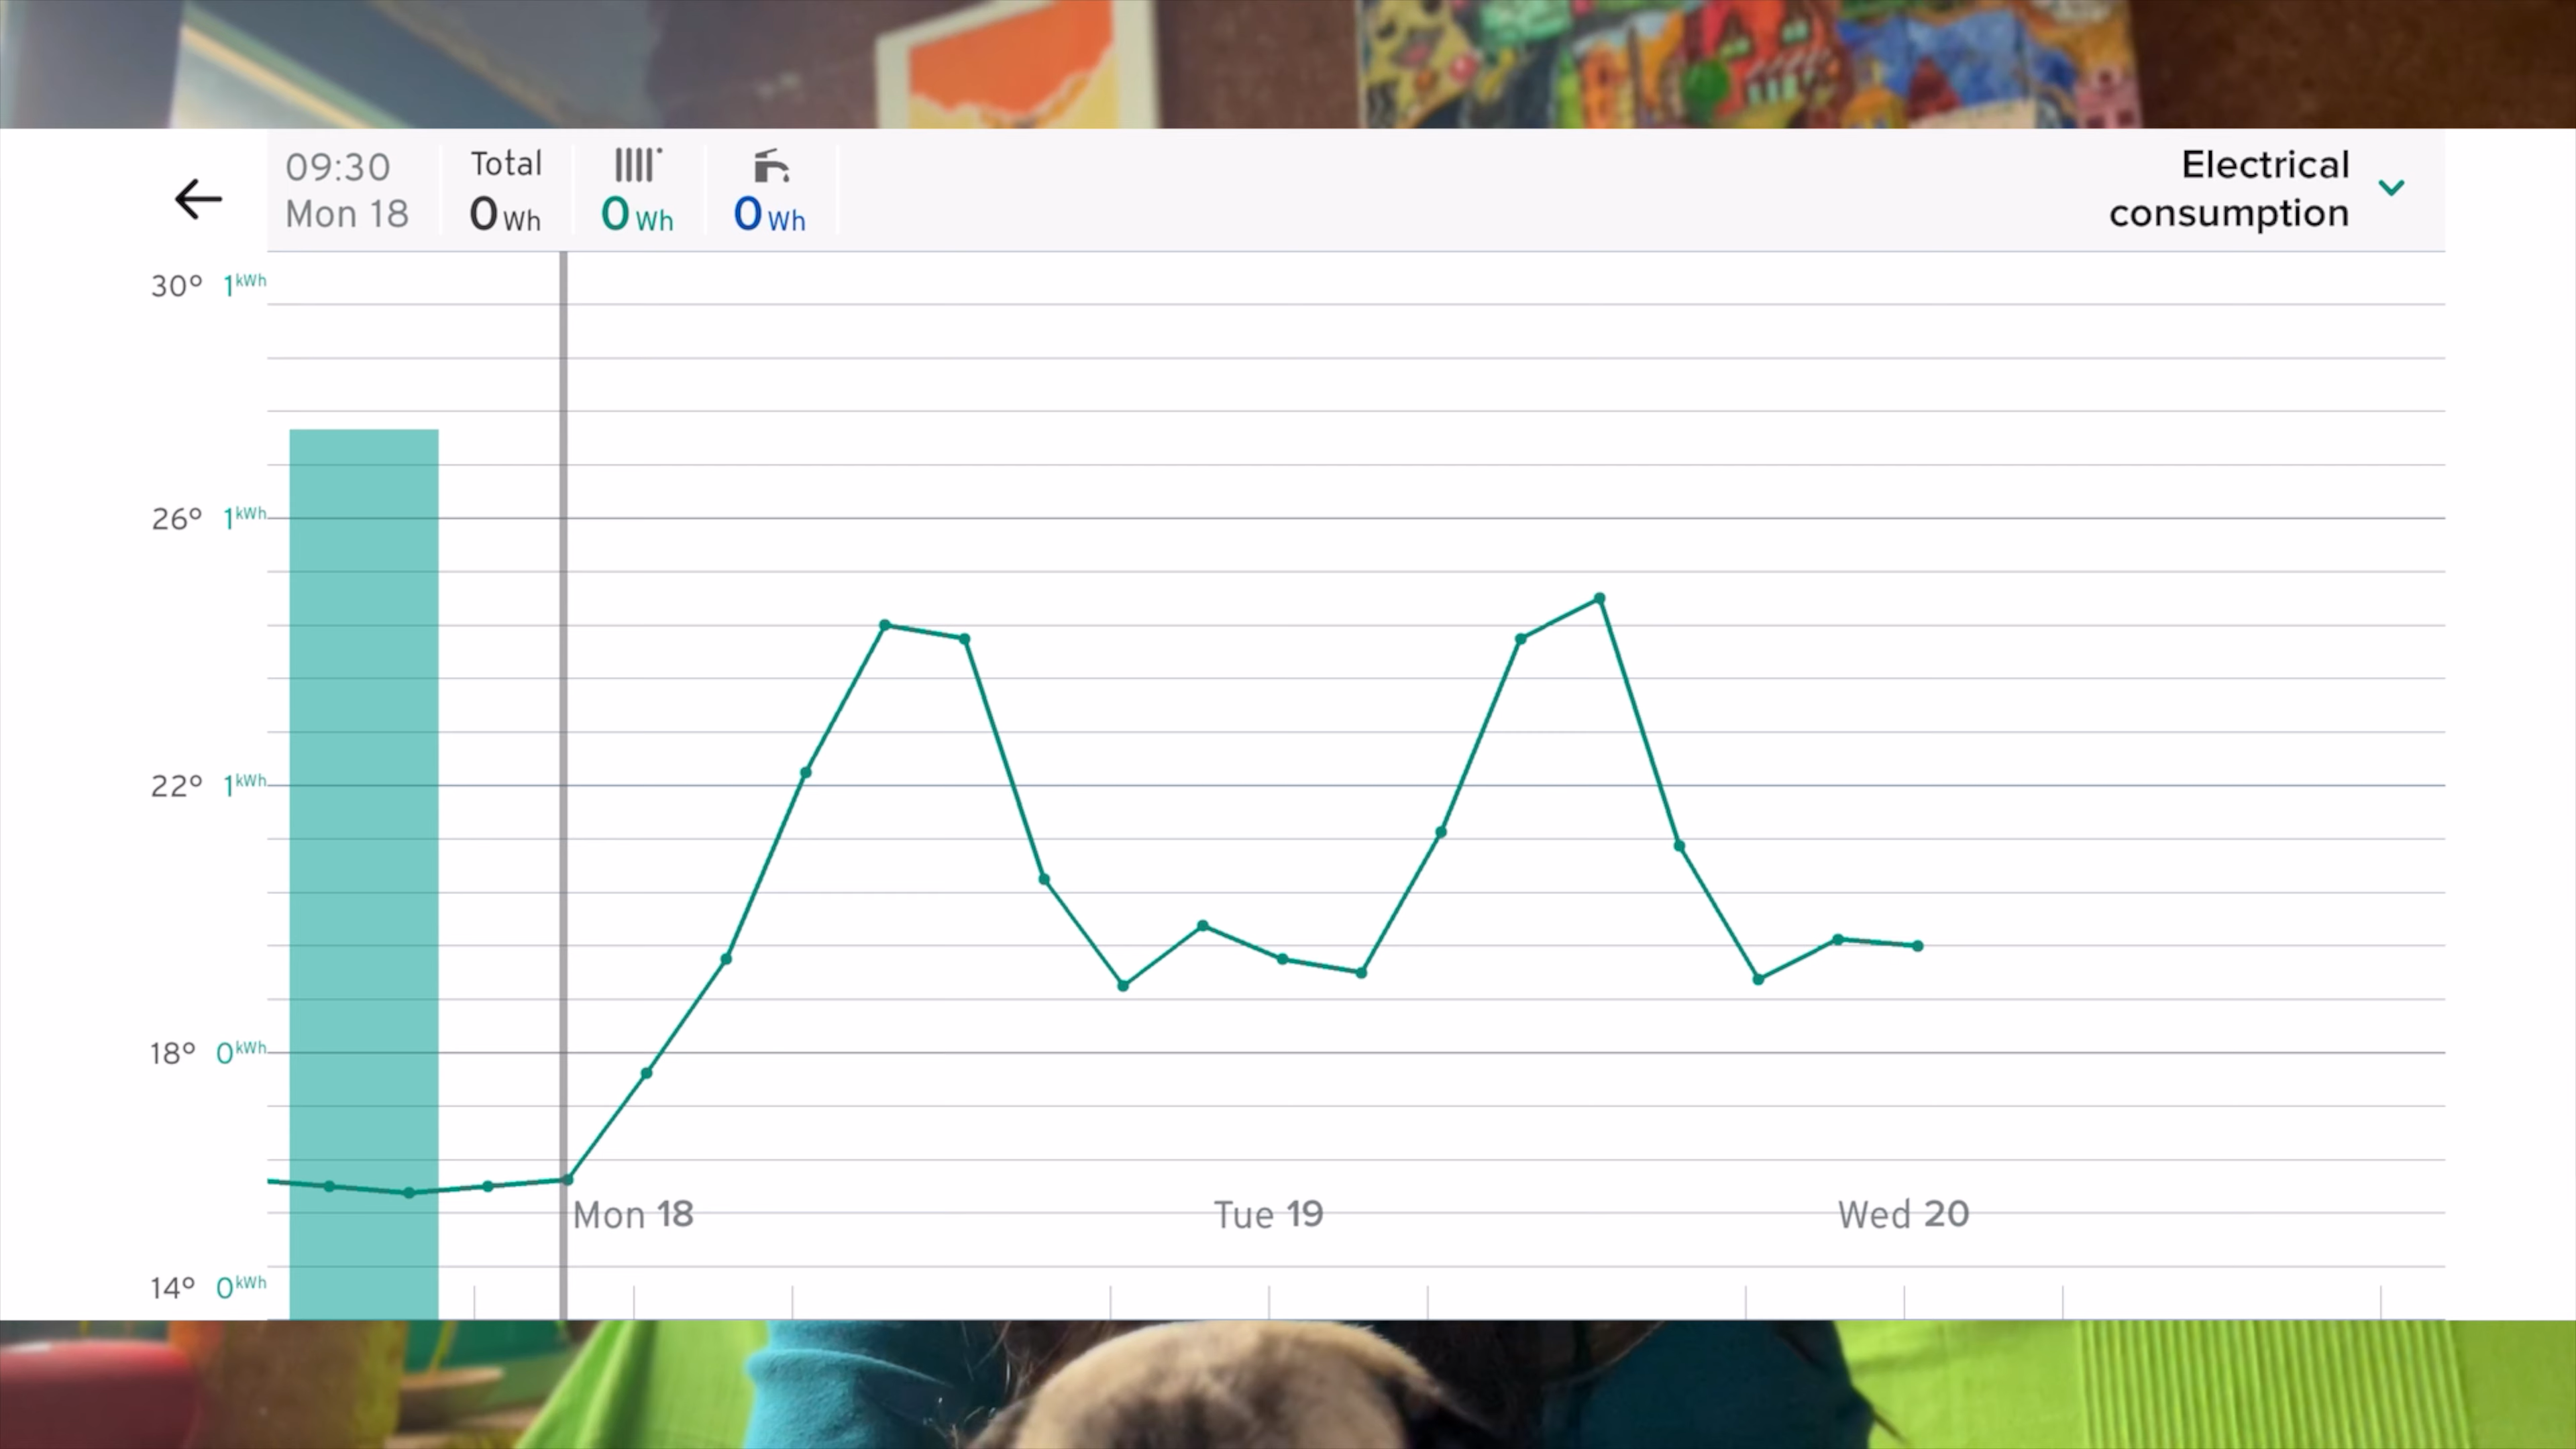 09:30
Mon 18
Total
0 Wh
0 Wh
0 Wh
Electrical
consumption
30° 1kWh
26° 1kWh
22° 1kWh
18° 0kWh
14° 0kWh
Mon 18
Tue 19
Wed 20